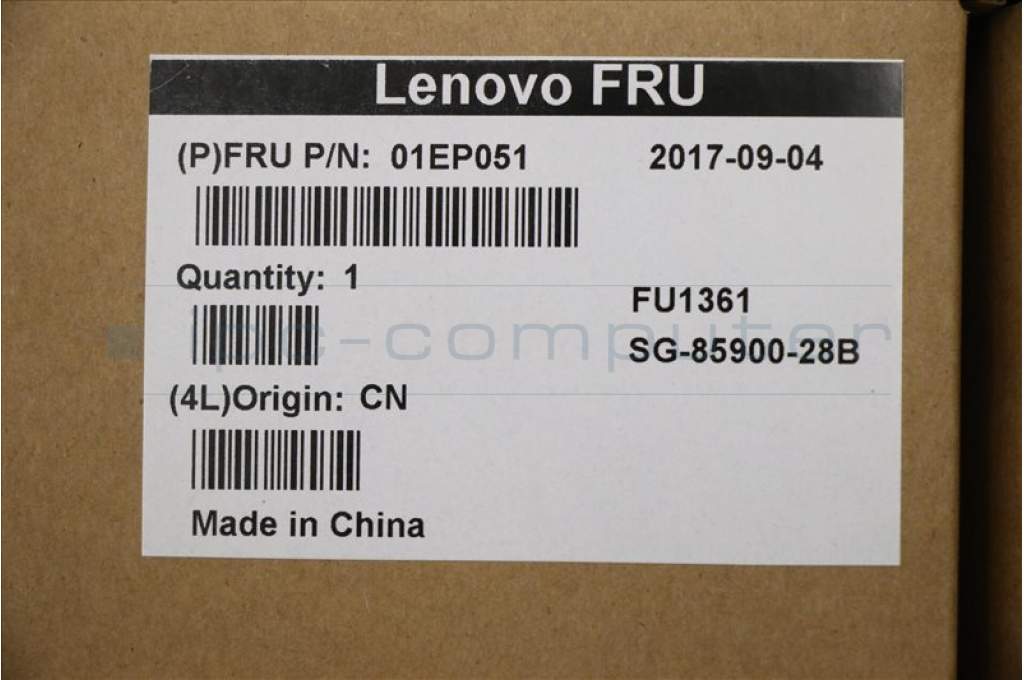 Lenovo FRU
(P)FRU P/N: 01EP051 2017-09-04
Quantity: 1
FU1361
ipc-computer
SG-85900-28B
(4L)Origin: CN
Made in China